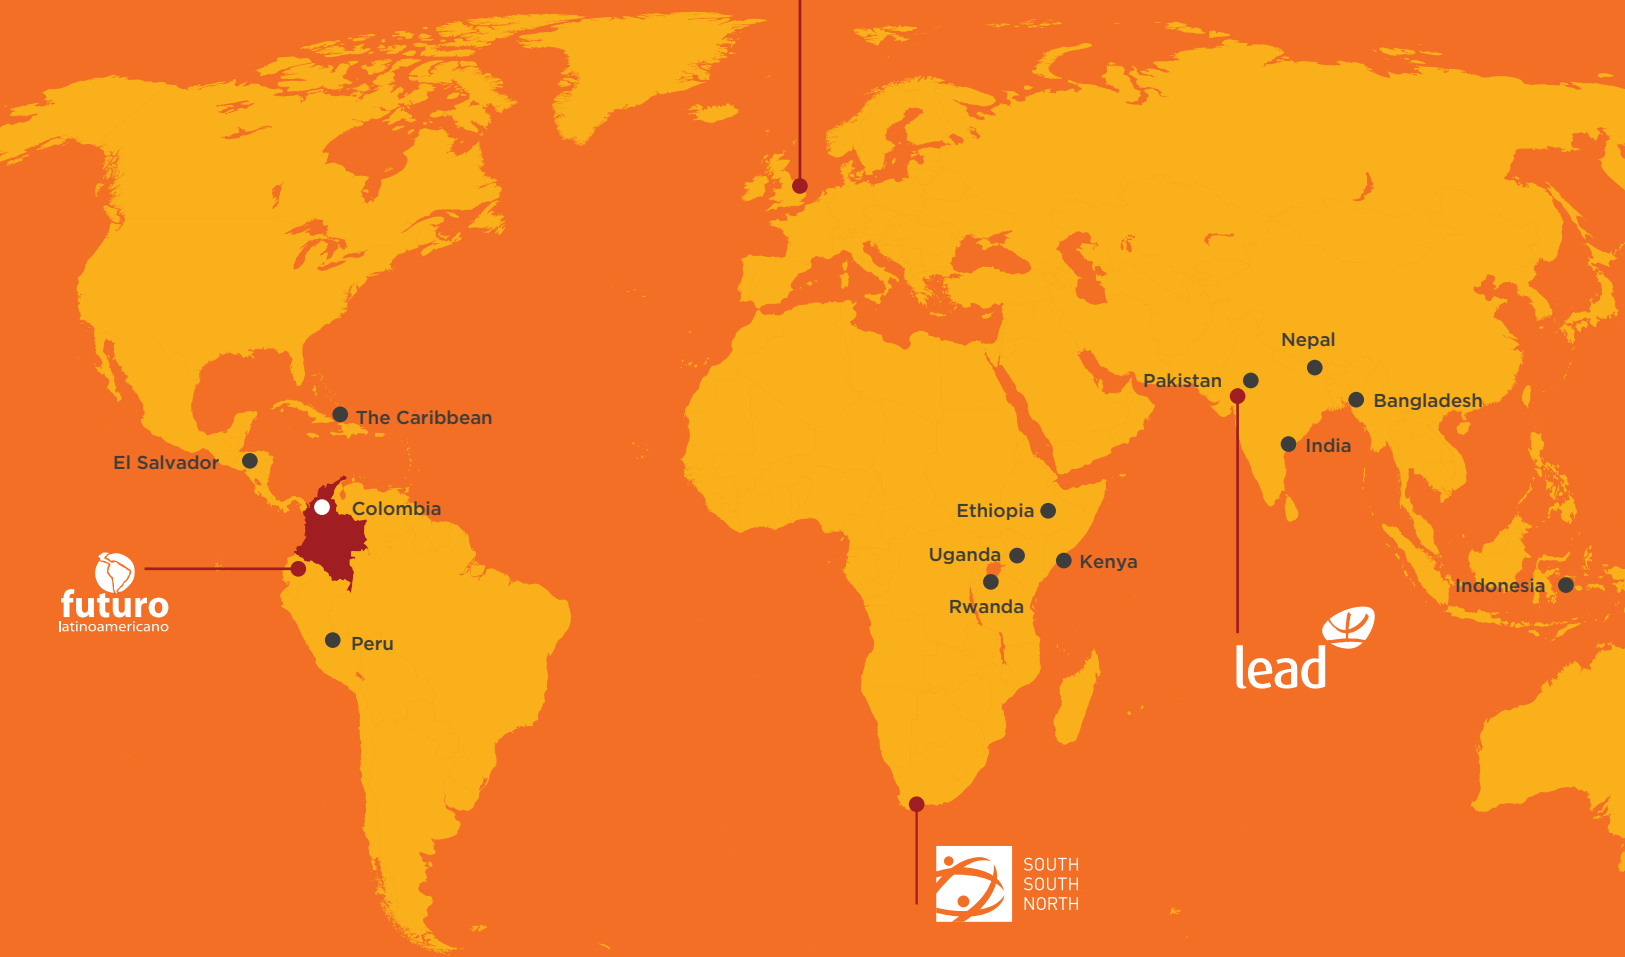 Nepal
Pakistan
Bangladesh
The Caribbean
India
El Salvador
Colombia
Ethiopia
Uganda
Kenya
futuro
latinoamericano
Rwanda
Indonesia
Peru
lead
SOUTH
SOUTH
NORTH